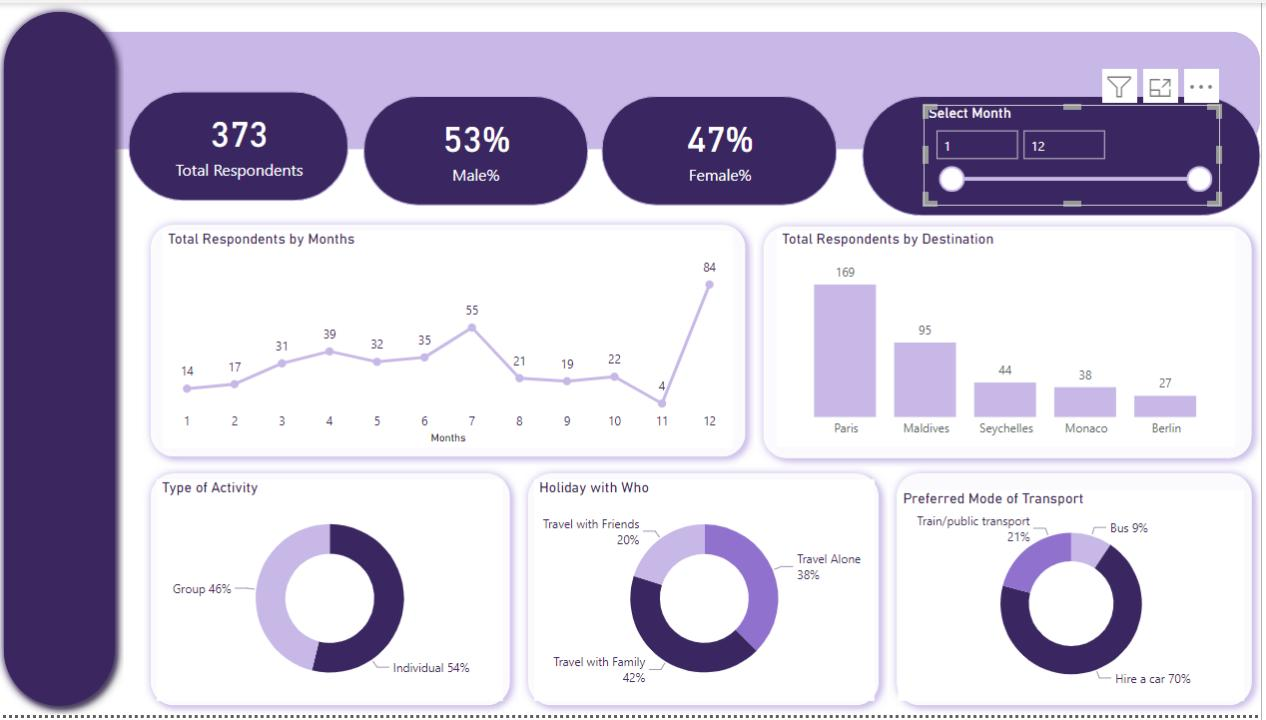 373
Total Respondents
53%
Male%
47%
Female%
Select Month
1
12
Total Respondents by Months
14
17
31
39
32
35
55
21
19
22
4
84
1 2 3 4 5 6 7 8 9 10 11 12
Months
Total Respondents by Destination
169
95
44
38
27
Paris Maldives Seychelles Monaco Berlin
Type of Activity
Group 46%
Individual 54%
Holiday with Who
Travel with Friends
20%
Travel Alone
38%
Travel with Family
42%
Preferred Mode of Transport
Train/public transport
21%
Bus 9%
Hire a car 70%